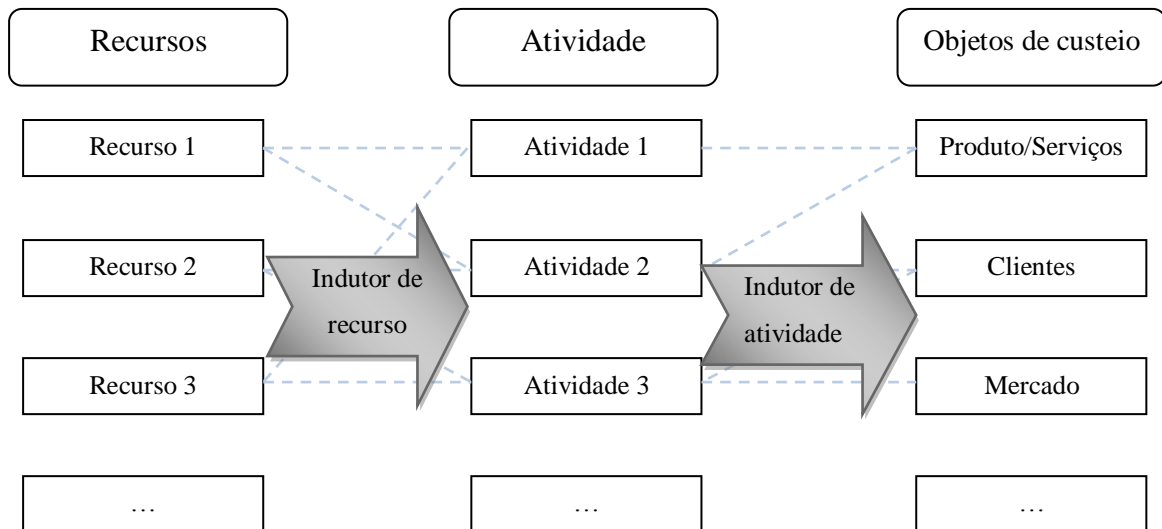 Recursos
Atividade
Objetos de custeio
Recurso 1
Atividade 1
Produto/Serviços
Recurso 2
Indutor de
recurso
Atividade 2
Indutor de
atividade
Clientes
Recurso 3
Atividade 3
Mercado
…
…
…